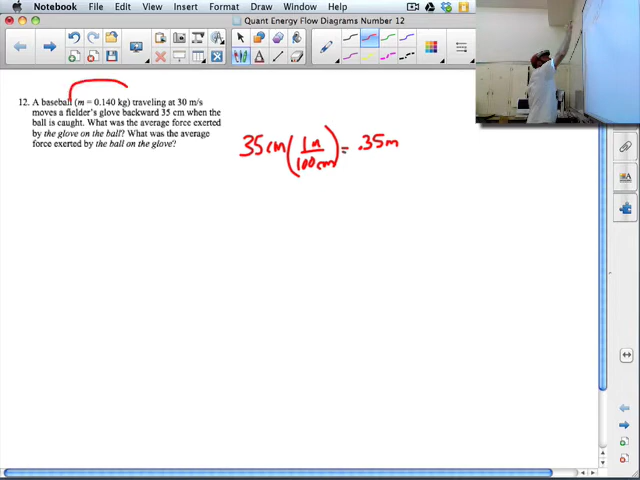 Notebook File Edit View Insert Format Draw Window Help
Quant Energy Flow Diagrams Number 12
12. A baseball (m = 0.140 kg) traveling at 30 m/s
moves a fielder's glove backward 35 cm when the
ball is caught. What was the average force exerted
by the glove on the ball? What was the average
force exerted by the ball on the glove?
35cm(1m/100cm) = .35m